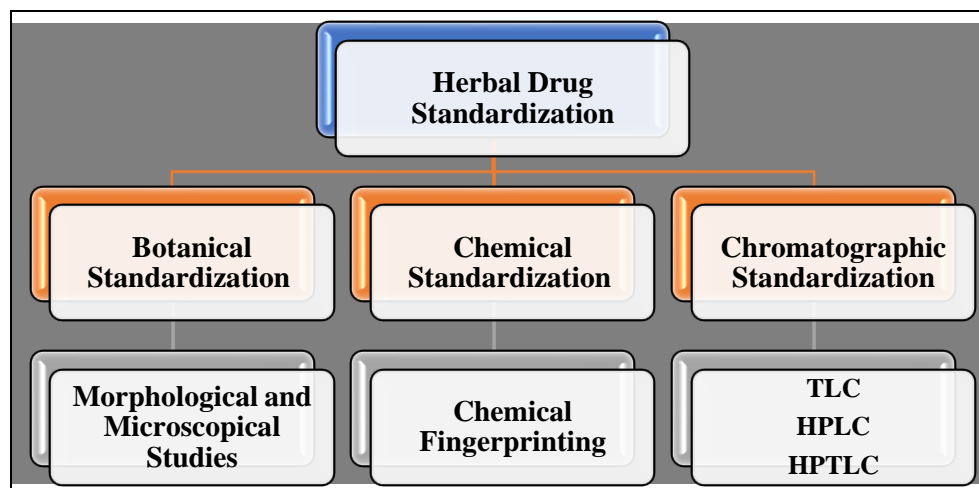 Herbal Drug
Standardization
Botanical
Standardization
Chemical
Standardization
Chromatographic
Standardization
Morphological and
Microscopical
Studies
Chemical
Fingerprinting
TLC
HPLC
HPTLC